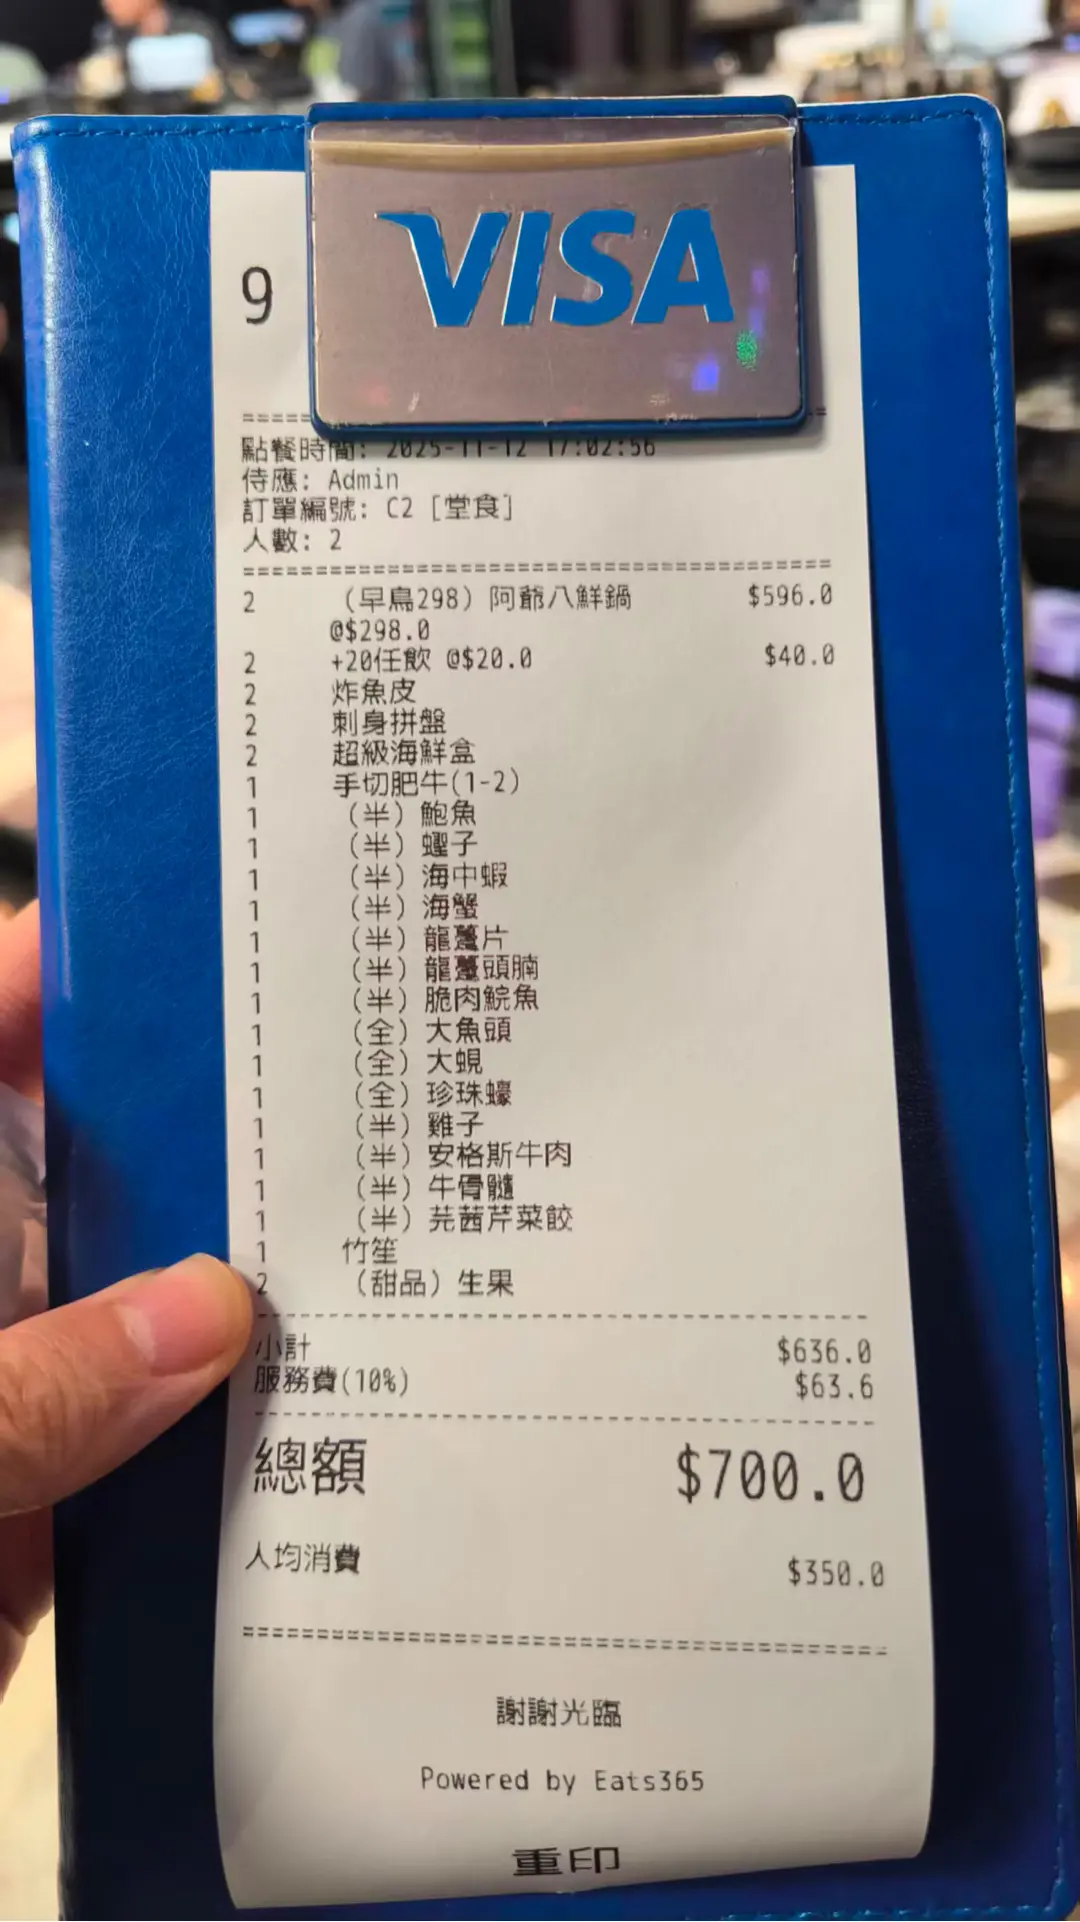 VISA
9
點餐時間: 2025-11-12 17:02:56
侍應: Admin
訂單編號: C2 [堂食]
人數: 2
2 (早鳥298) 阿爺八鮮鍋 $596.0
@$298.0
2 +20任飲 @$20.0 $40.0
2 炸魚皮
2 刺身拼盤
2 超級海鮮盒
1 手切肥牛(1-2)
1 (半) 鮑魚
1 (半) 蟶子
1 (半) 海中蝦
1 (半) 海蟹
1 (半) 龍躉片
1 (半) 龍躉頭腩
1 (半) 脆肉鯇魚
1 (全) 大魚頭
1 (全) 大蜆
1 (全) 珍珠蠔
1 (半) 雞子
1 (半) 安格斯牛肉
1 (半) 牛骨髓
1 (半) 芫茜芹菜餃
1 竹笙
2 (甜品) 生果
小計 $636.0
服務費(10%) $63.6
總額 $700.0
人均消費 $350.0
謝謝光臨
Powered by Eats365
重印